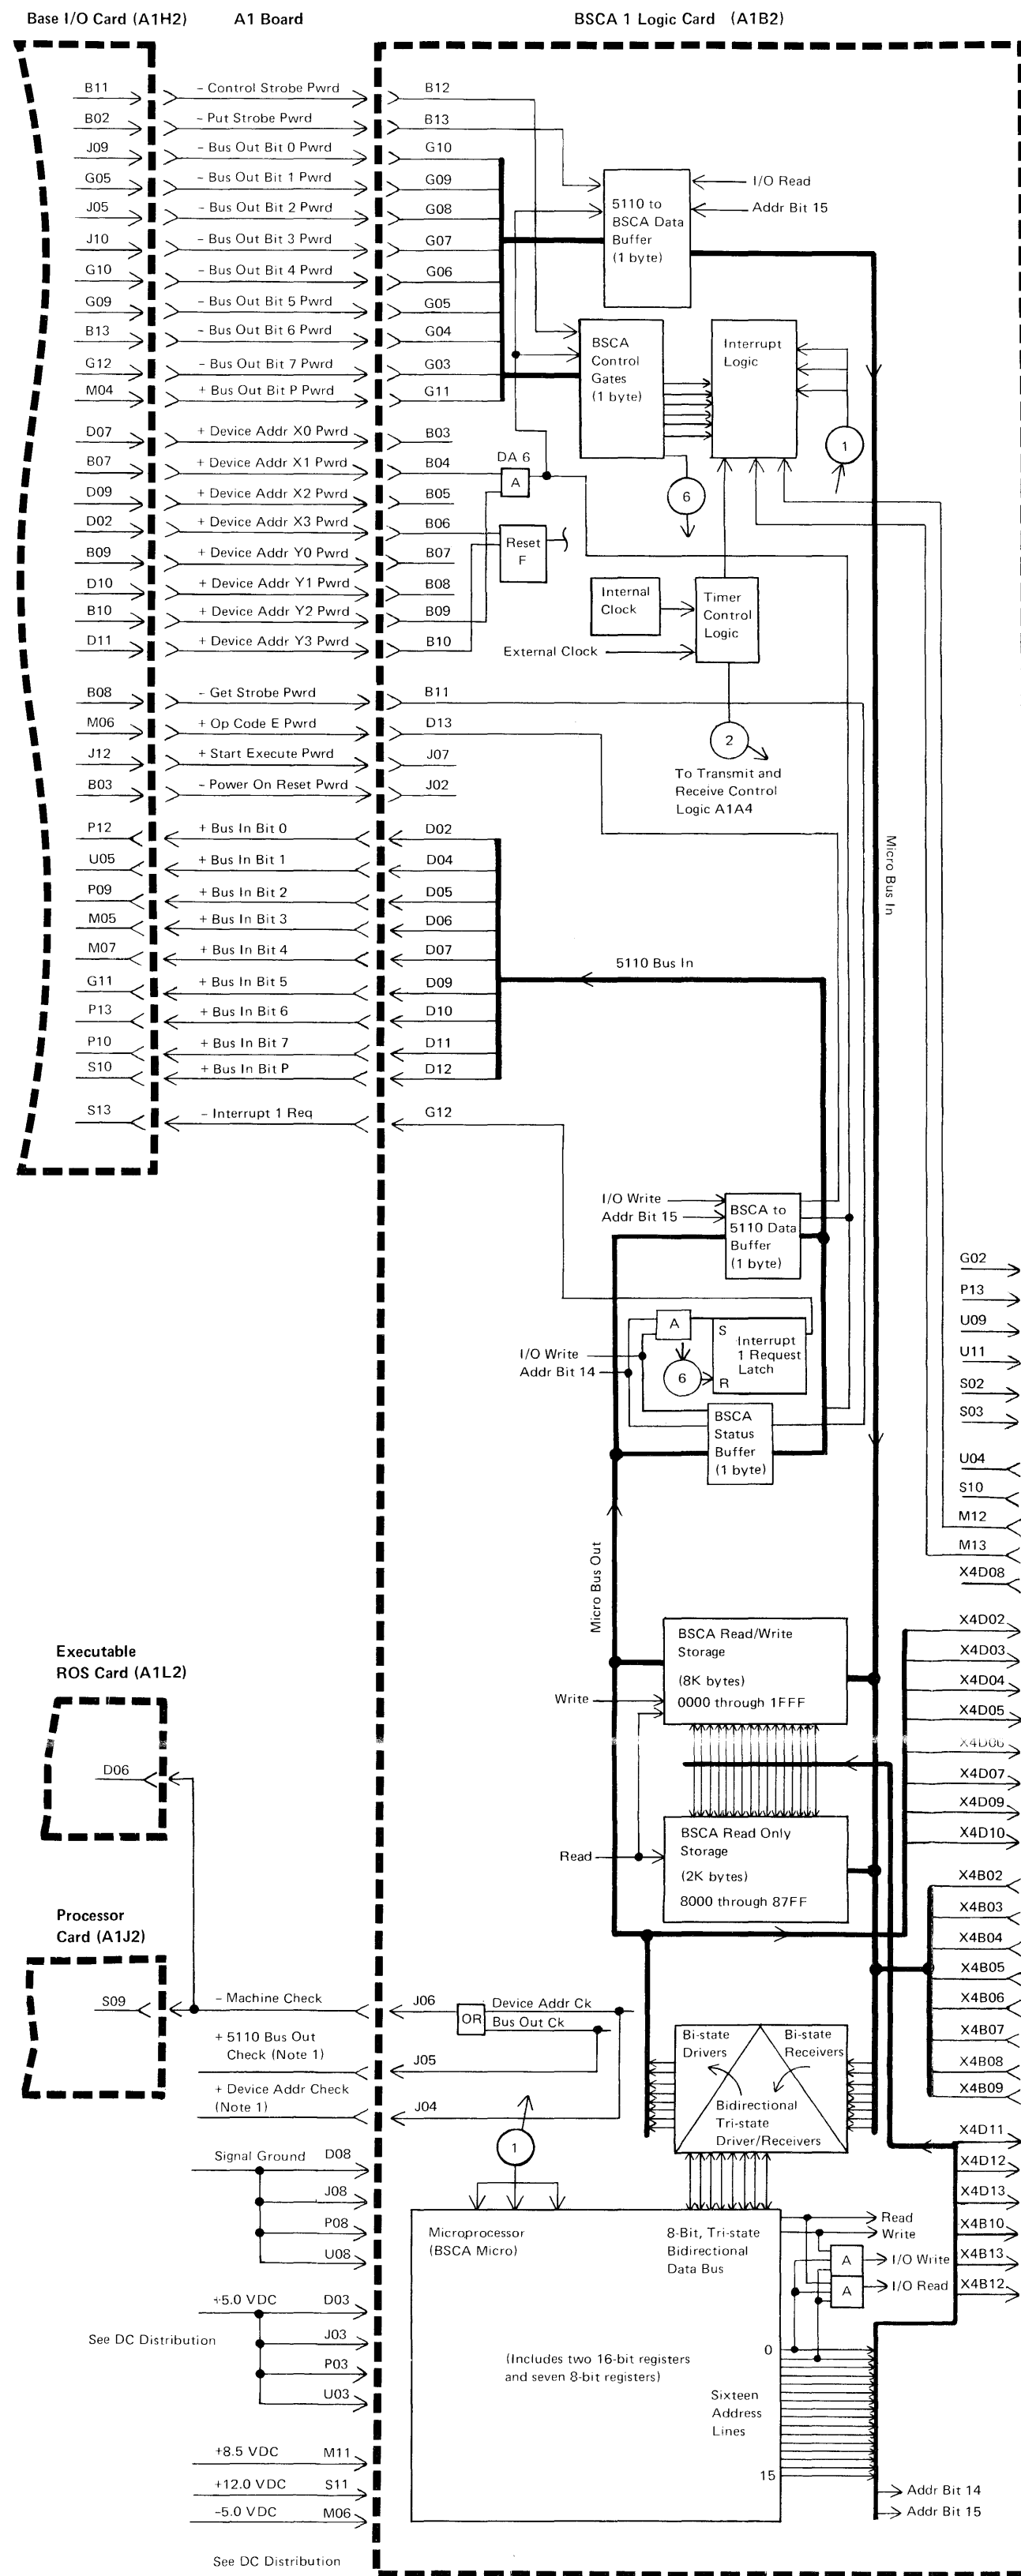 Base I/O Card (A1H2) A1 Board BSCA 1 Logic Card (A1B2)
B11 - Control Strobe Pwrd B12
B02 - Put Strobe Pwrd B13
J09 - Bus Out Bit 0 Pwrd G10
G05 - Bus Out Bit 1 Pwrd G09
J05 - Bus Out Bit 2 Pwrd G08
J10 - Bus Out Bit 3 Pwrd G07
G10 - Bus Out Bit 4 Pwrd G06
G09 - Bus Out Bit 5 Pwrd G05
B13 - Bus Out Bit 6 Pwrd G04
G12 - Bus Out Bit 7 Pwrd G03
M04 + Bus Out Bit P Pwrd G11
D07 + Device Addr X0 Pwrd B03
B07 + Device Addr X1 Pwrd B04
D09 + Device Addr X2 Pwrd B05
D02 + Device Addr X3 Pwrd B06
B09 + Device Addr Y0 Pwrd B07
D10 + Device Addr Y1 Pwrd B08
B10 + Device Addr Y2 Pwrd B09
D11 + Device Addr Y3 Pwrd B10
B08 - Get Strobe Pwrd B11
M06 + Op Code E Pwrd D13
J12 + Start Execute Pwrd J07
B03 - Power On Reset Pwrd J02
P12 + Bus In Bit 0 D02
U05 + Bus In Bit 1 D04
P09 + Bus In Bit 2 D05
M05 + Bus In Bit 3 D06
M07 + Bus In Bit 4 D07
G11 + Bus In Bit 5 D09
P13 + Bus In Bit 6 D10
P10 + Bus In Bit 7 D11
S10 + Bus In Bit P D12
S13 - Interrupt 1 Req G12
5110 to
BSCA Data
Buffer
(1 byte)
I/O Read
Addr Bit 15
BSCA
Control
Gates
(1 byte)
Interrupt
Logic
1
6
DA 6
A
Reset
F
Internal
Clock
Timer
Control
Logic
External Clock
2
To Transmit and
Receive Control
Logic A1A4
Micro Bus In
5110 Bus In
I/O Write
Addr Bit 15
BSCA to
5110 Data
Buffer
(1 byte)
A
S
Interrupt
1 Request
Latch
R
6
I/O Write
Addr Bit 14
BSCA
Status
Buffer
(1 byte)
Micro Bus Out
G02
P13
U09
U11
S02
S03
U04
S10
M12
M13
X4D08
X4D02
X4D03
X4D04
X4D05
X4D06
X4D07
X4D09
X4D10
X4B02
X4B03
X4B04
X4B05
X4B06
X4B07
X4B08
X4B09
X4D11
X4D12
X4D13
X4B10
X4B13
X4B12
BSCA Read/Write
Storage
(8K bytes)
0000 through 1FFF
Write
BSCA Read Only
Storage
(2K bytes)
8000 through 87FF
Read
Executable
ROS Card (A1L2)
D06
Processor
Card (A1J2)
S09 - Machine Check J06
OR
Device Addr Ck
Bus Out Ck
+ 5110 Bus Out
Check (Note 1) J05
+ Device Addr Check
(Note 1) J04
Bi-state
Drivers
Bi-state
Receivers
Bidirectional
Tri-state
Driver/Receivers
1
Signal Ground D08
J08
P08
U08
+5.0 VDC D03
See DC Distribution J03
P03
U03
+8.5 VDC M11
+12.0 VDC S11
-5.0 VDC M06
See DC Distribution
Microprocessor
(BSCA Micro)
8-Bit, Tri-state
Bidirectional
Data Bus
(Includes two 16-bit registers
and seven 8-bit registers)
0
Sixteen
Address
Lines
15
Read
Write
A I/O Write
A I/O Read
Addr Bit 14
Addr Bit 15